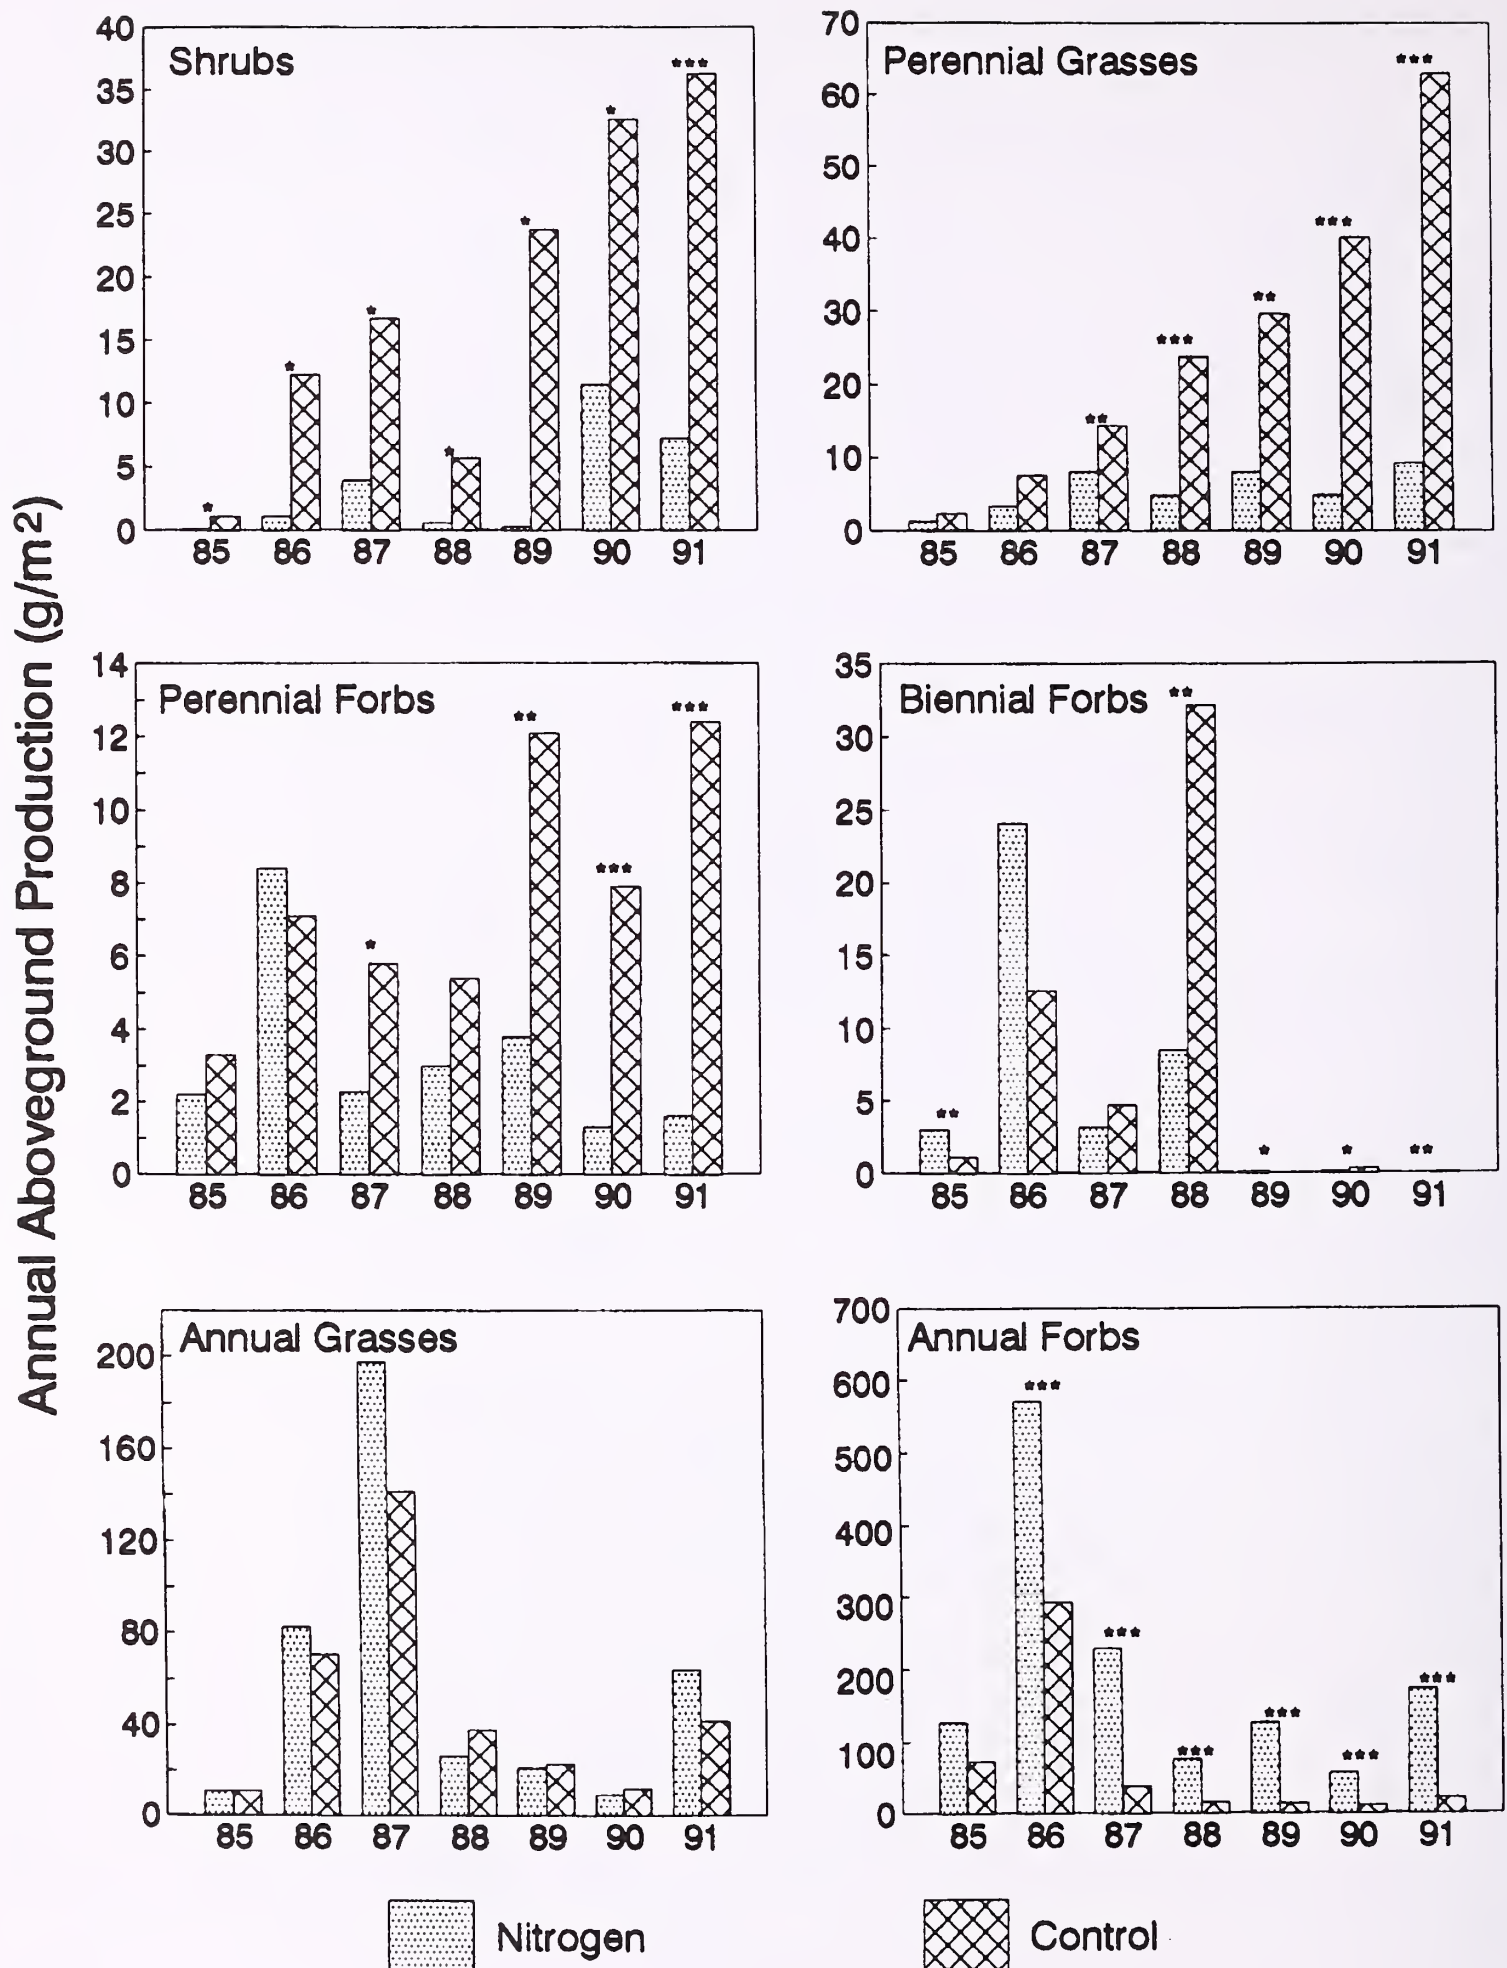 Annual Aboveground Production (g/m²)
Shrubs
40
35
30
25
20
15
10
5
0
* * * * * * ***
85 86 87 88 89 90 91
Perennial Grasses
70
60
50
40
30
20
10
0
** *** ** *** ***
85 86 87 88 89 90 91
Perennial Forbs
14
12
10
8
6
4
2
0
* ** *** ***
85 86 87 88 89 90 91
Biennial Forbs
35
30
25
20
15
10
5
0
** ** * * **
85 86 87 88 89 90 91
Annual Grasses
200
160
120
80
40
0
85 86 87 88 89 90 91
Annual Forbs
700
600
500
400
300
200
100
0
*** *** *** *** *** ***
85 86 87 88 89 90 91
Nitrogen
Control